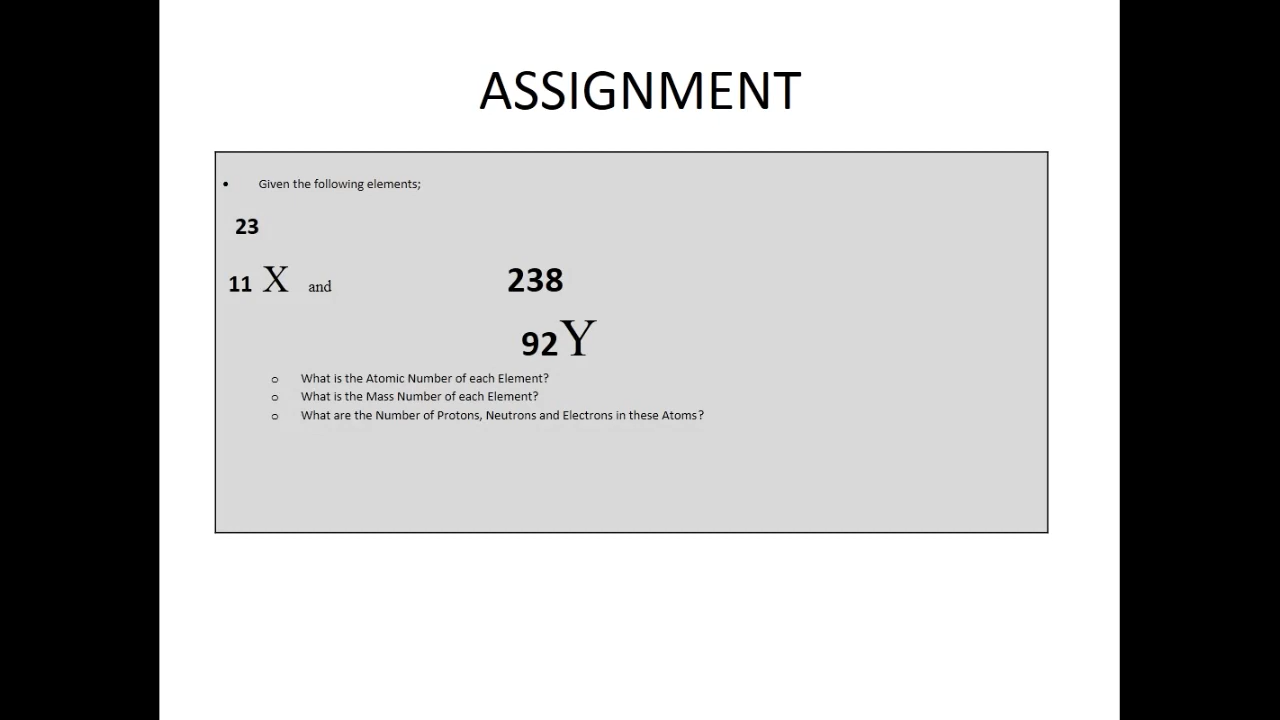 ASSIGNMENT
• Given the following elements;
23
11 X and 238
92 Y
o What is the Atomic Number of each Element?
o What is the Mass Number of each Element?
o What are the Number of Protons, Neutrons and Electrons in these Atoms?